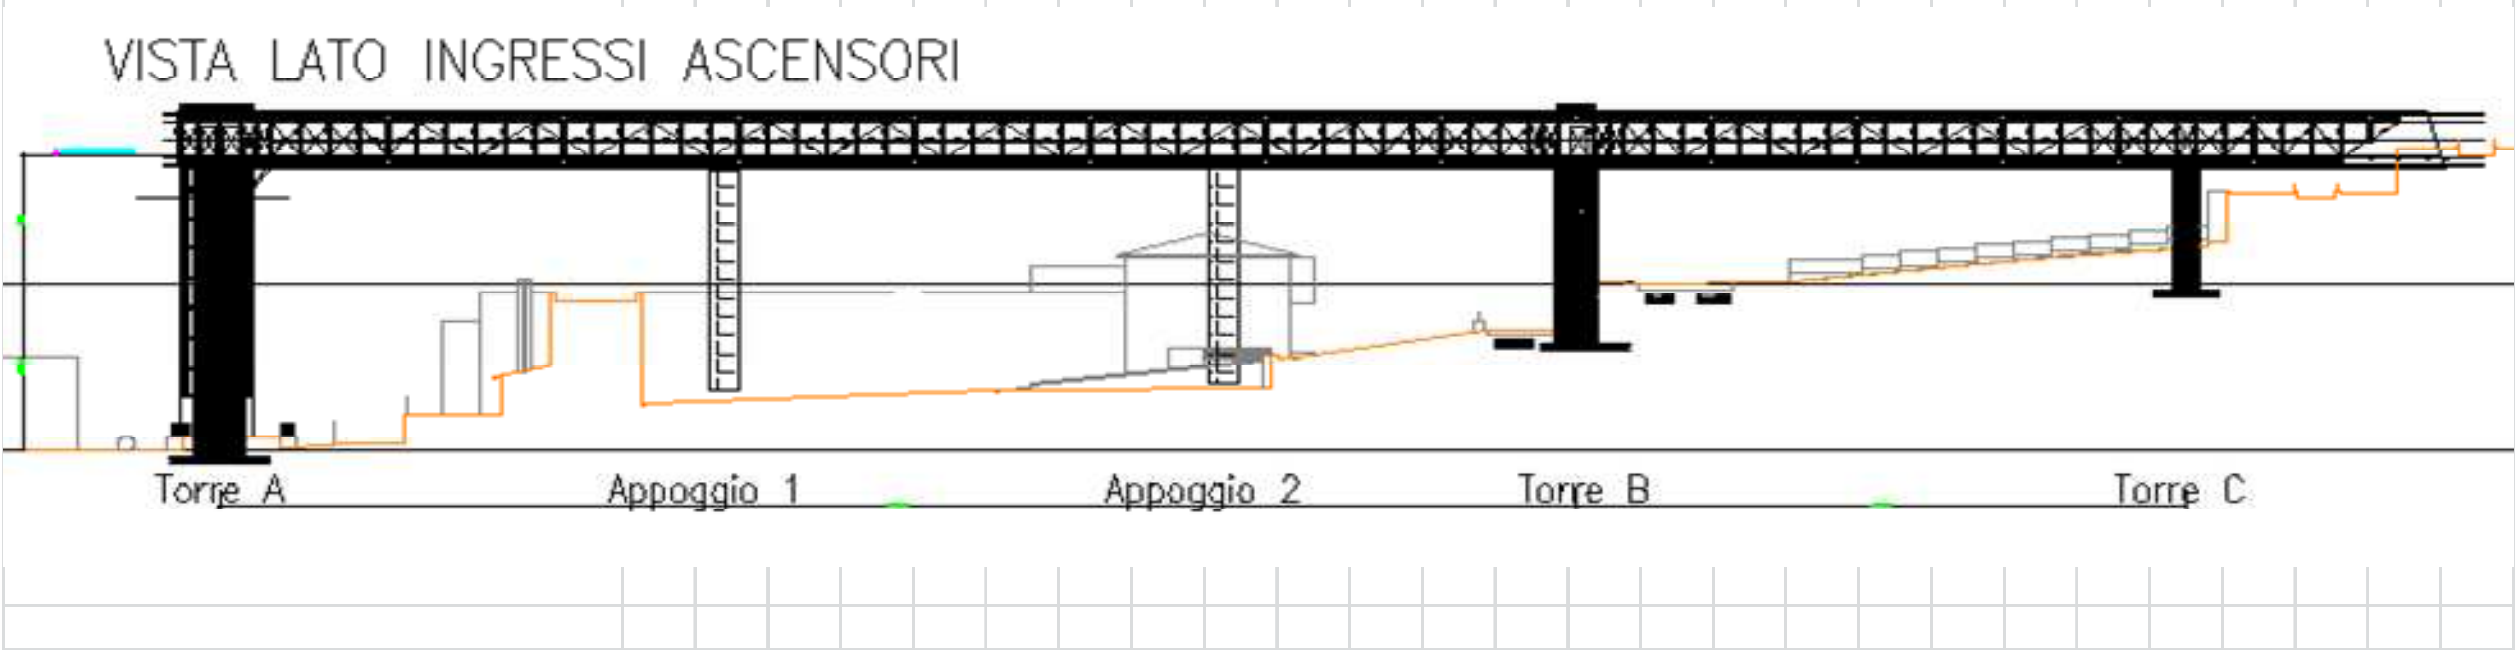 VISTA LATO INGRESSI ASCENSORI
Torre A Appoggio 1 Appoggio 2 Torre B Torre C